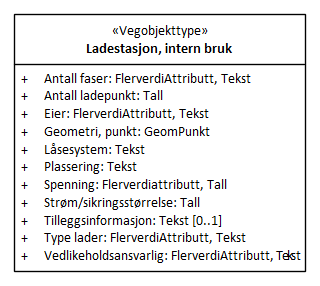 «Vegobjekttype»
Ladestasjon, intern bruk
+ Antall faser: FlerverdiAttributt, Tekst
+ Antall ladepunkt: Tall
+ Eier: FlerverdiAttributt, Tekst
+ Geometri, punkt: GeomPunkt
+ Låsesystem: Tekst
+ Plassering: Tekst
+ Spenning: Flerverdiattributt, Tall
+ Strøm/sikringsstørrelse: Tall
+ Tilleggsinformasjon: Tekst [0..1]
+ Type lader: FlerverdiAttributt, Tekst
+ Vedlikeholdsansvarlig: FlerverdiAttributt, Tekst